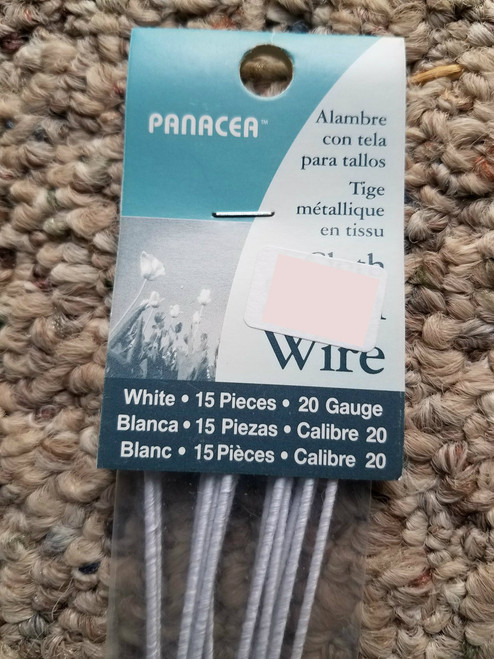 PANACEA™
Alambre
con tela
para tallos
Tige
métallique
en tissu
Cloth
Wire
White • 15 Pieces • 20 Gauge
Blanca • 15 Piezas • Calibre 20
Blanc • 15 Pièces • Calibre 20